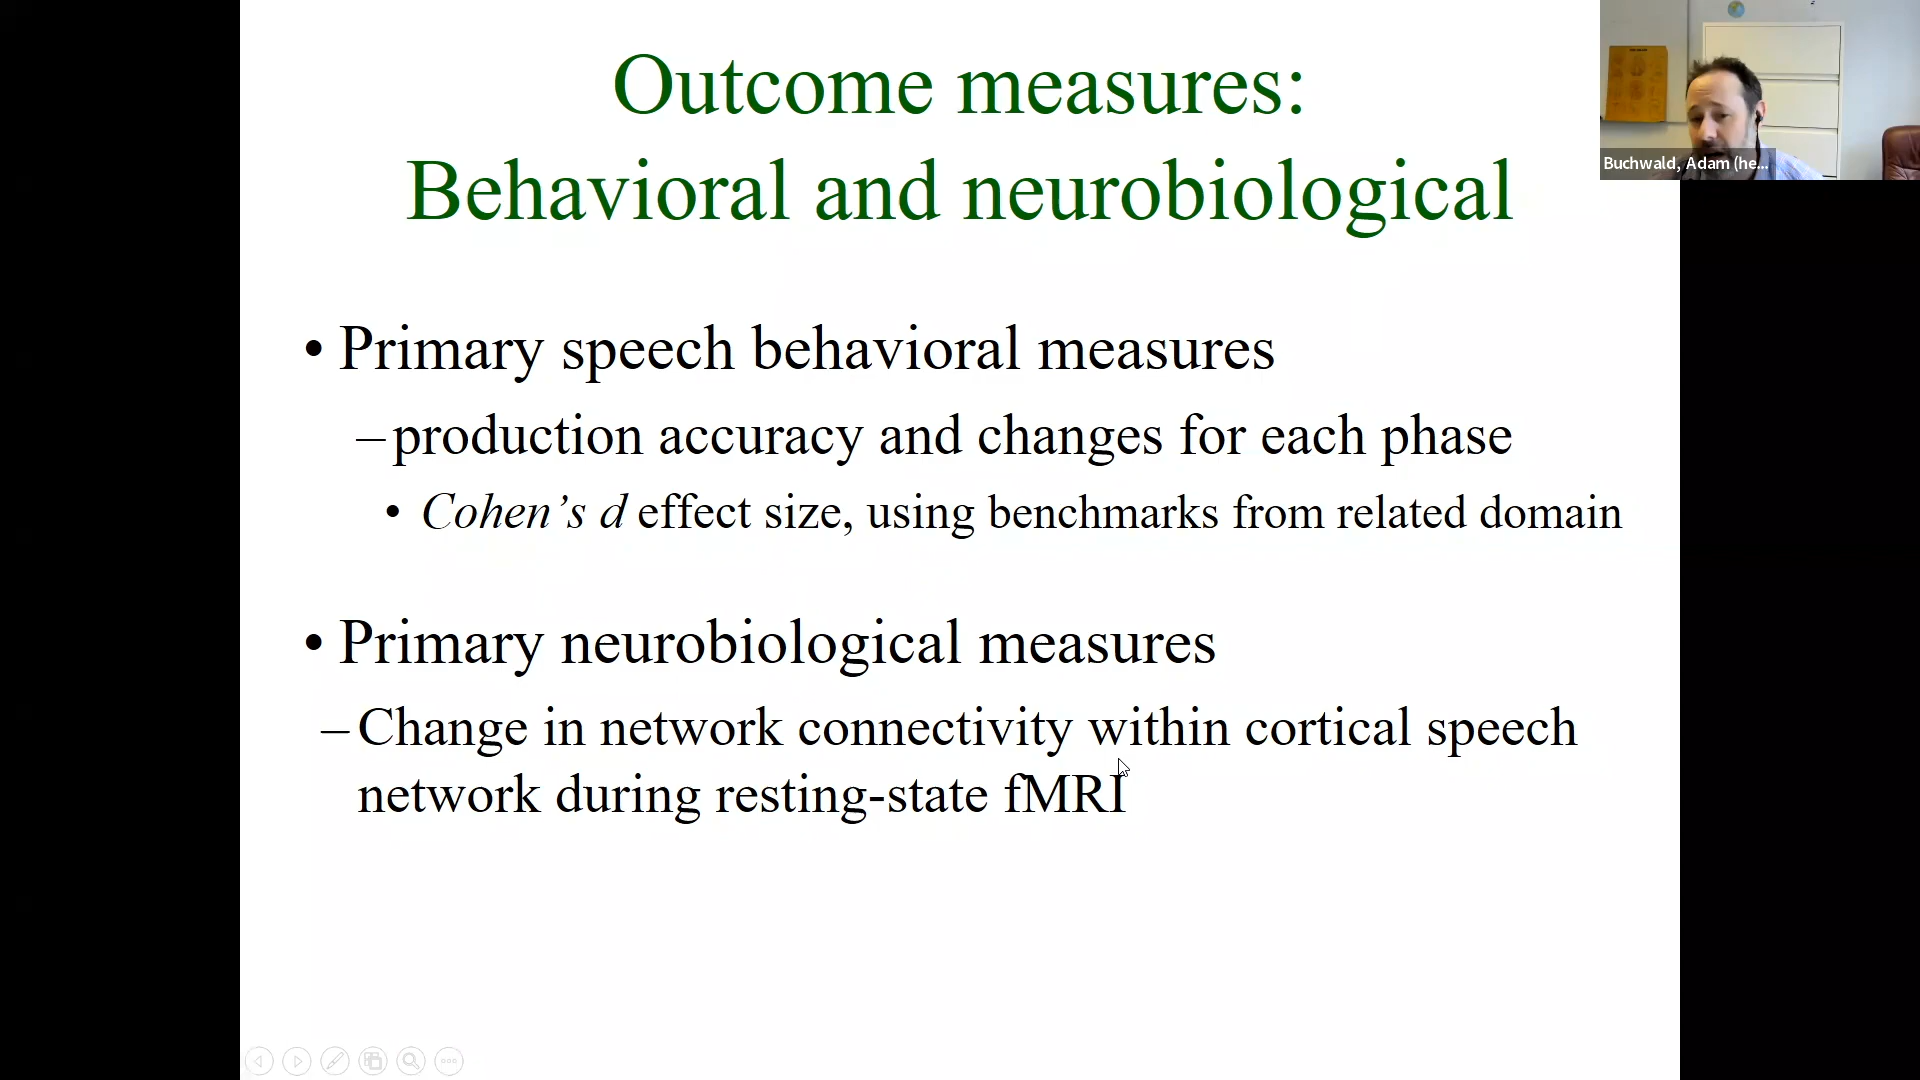 Outcome measures:
Behavioral and neurobiological
• Primary speech behavioral measures
– production accuracy and changes for each phase
• Cohen’s d effect size, using benchmarks from related domain
• Primary neurobiological measures
– Change in network connectivity within cortical speech
network during resting-state fMRI
Buchwald, Adam (he...